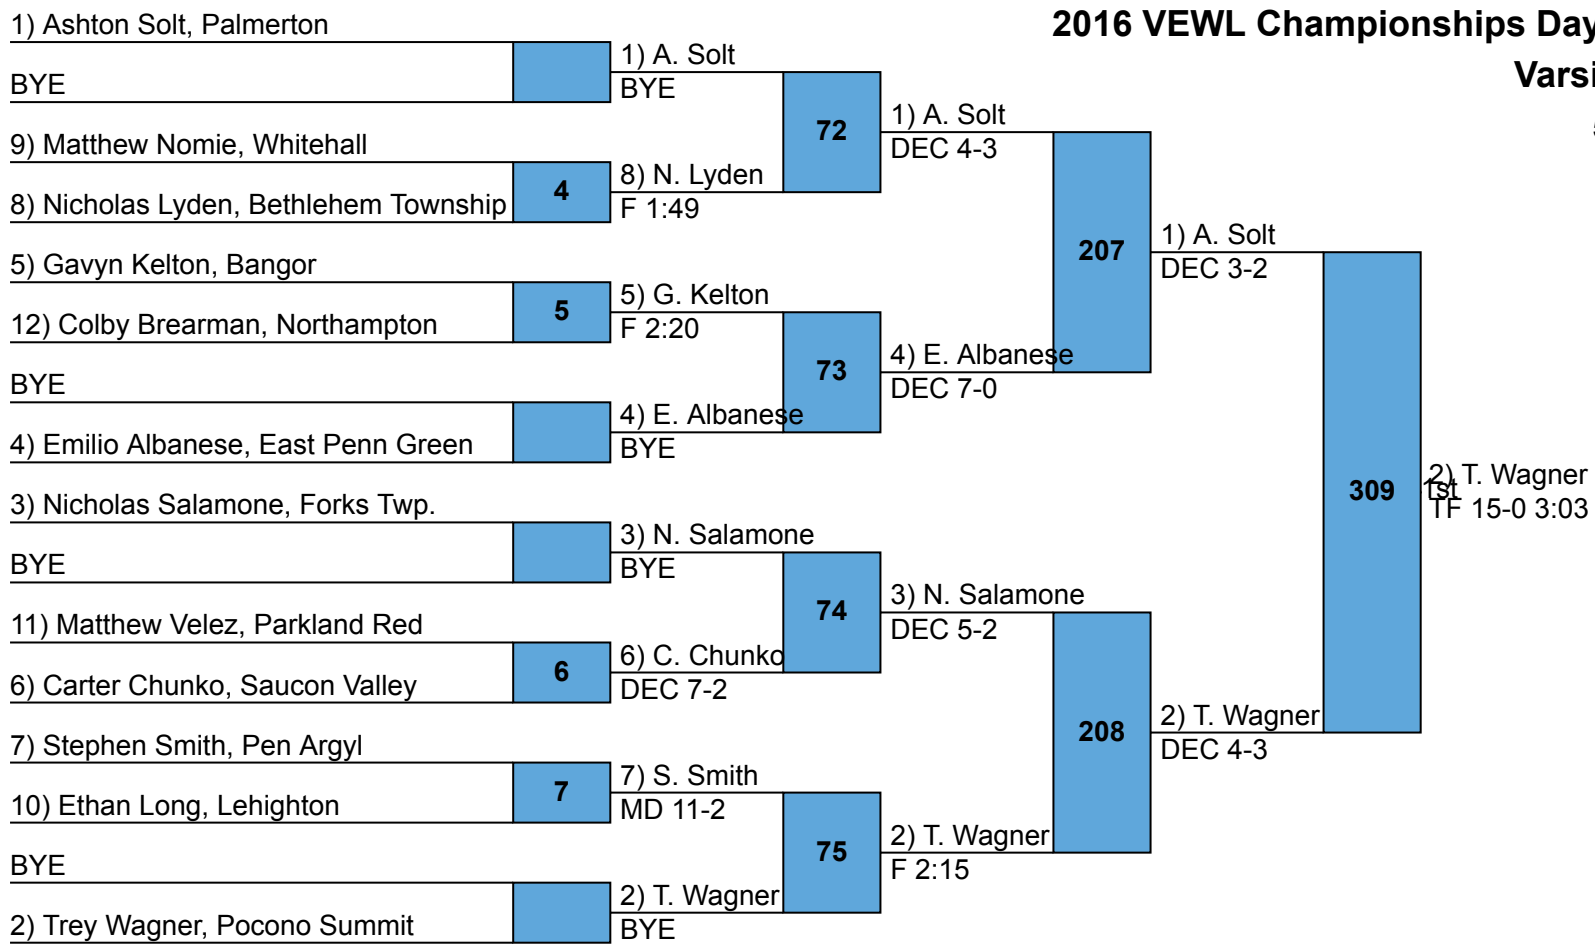 2016 VEWL Championships Day
Varsi
1) Ashton Solt, Palmerton
BYE
9) Matthew Nomie, Whitehall
8) Nicholas Lyden, Bethlehem Township
5) Gavyn Kelton, Bangor
12) Colby Brearman, Northampton
BYE
4) Emilio Albanese, East Penn Green
3) Nicholas Salamone, Forks Twp.
BYE
11) Matthew Velez, Parkland Red
6) Carter Chunko, Saucon Valley
7) Stephen Smith, Pen Argyl
10) Ethan Long, Lehighton
BYE
2) Trey Wagner, Pocono Summit
4
5
6
7
1) A. Solt
BYE
8) N. Lyden
F 1:49
5) G. Kelton
F 2:20
4) E. Albanese
BYE
3) N. Salamone
BYE
6) C. Chunko
DEC 7-2
7) S. Smith
MD 11-2
2) T. Wagner
BYE
72
73
74
75
1) A. Solt
DEC 4-3
4) E. Albanese
DEC 7-0
3) N. Salamone
DEC 5-2
2) T. Wagner
F 2:15
207
208
1) A. Solt
DEC 3-2
2) T. Wagner
DEC 4-3
309
2) T. Wagner
1st
TF 15-0 3:03